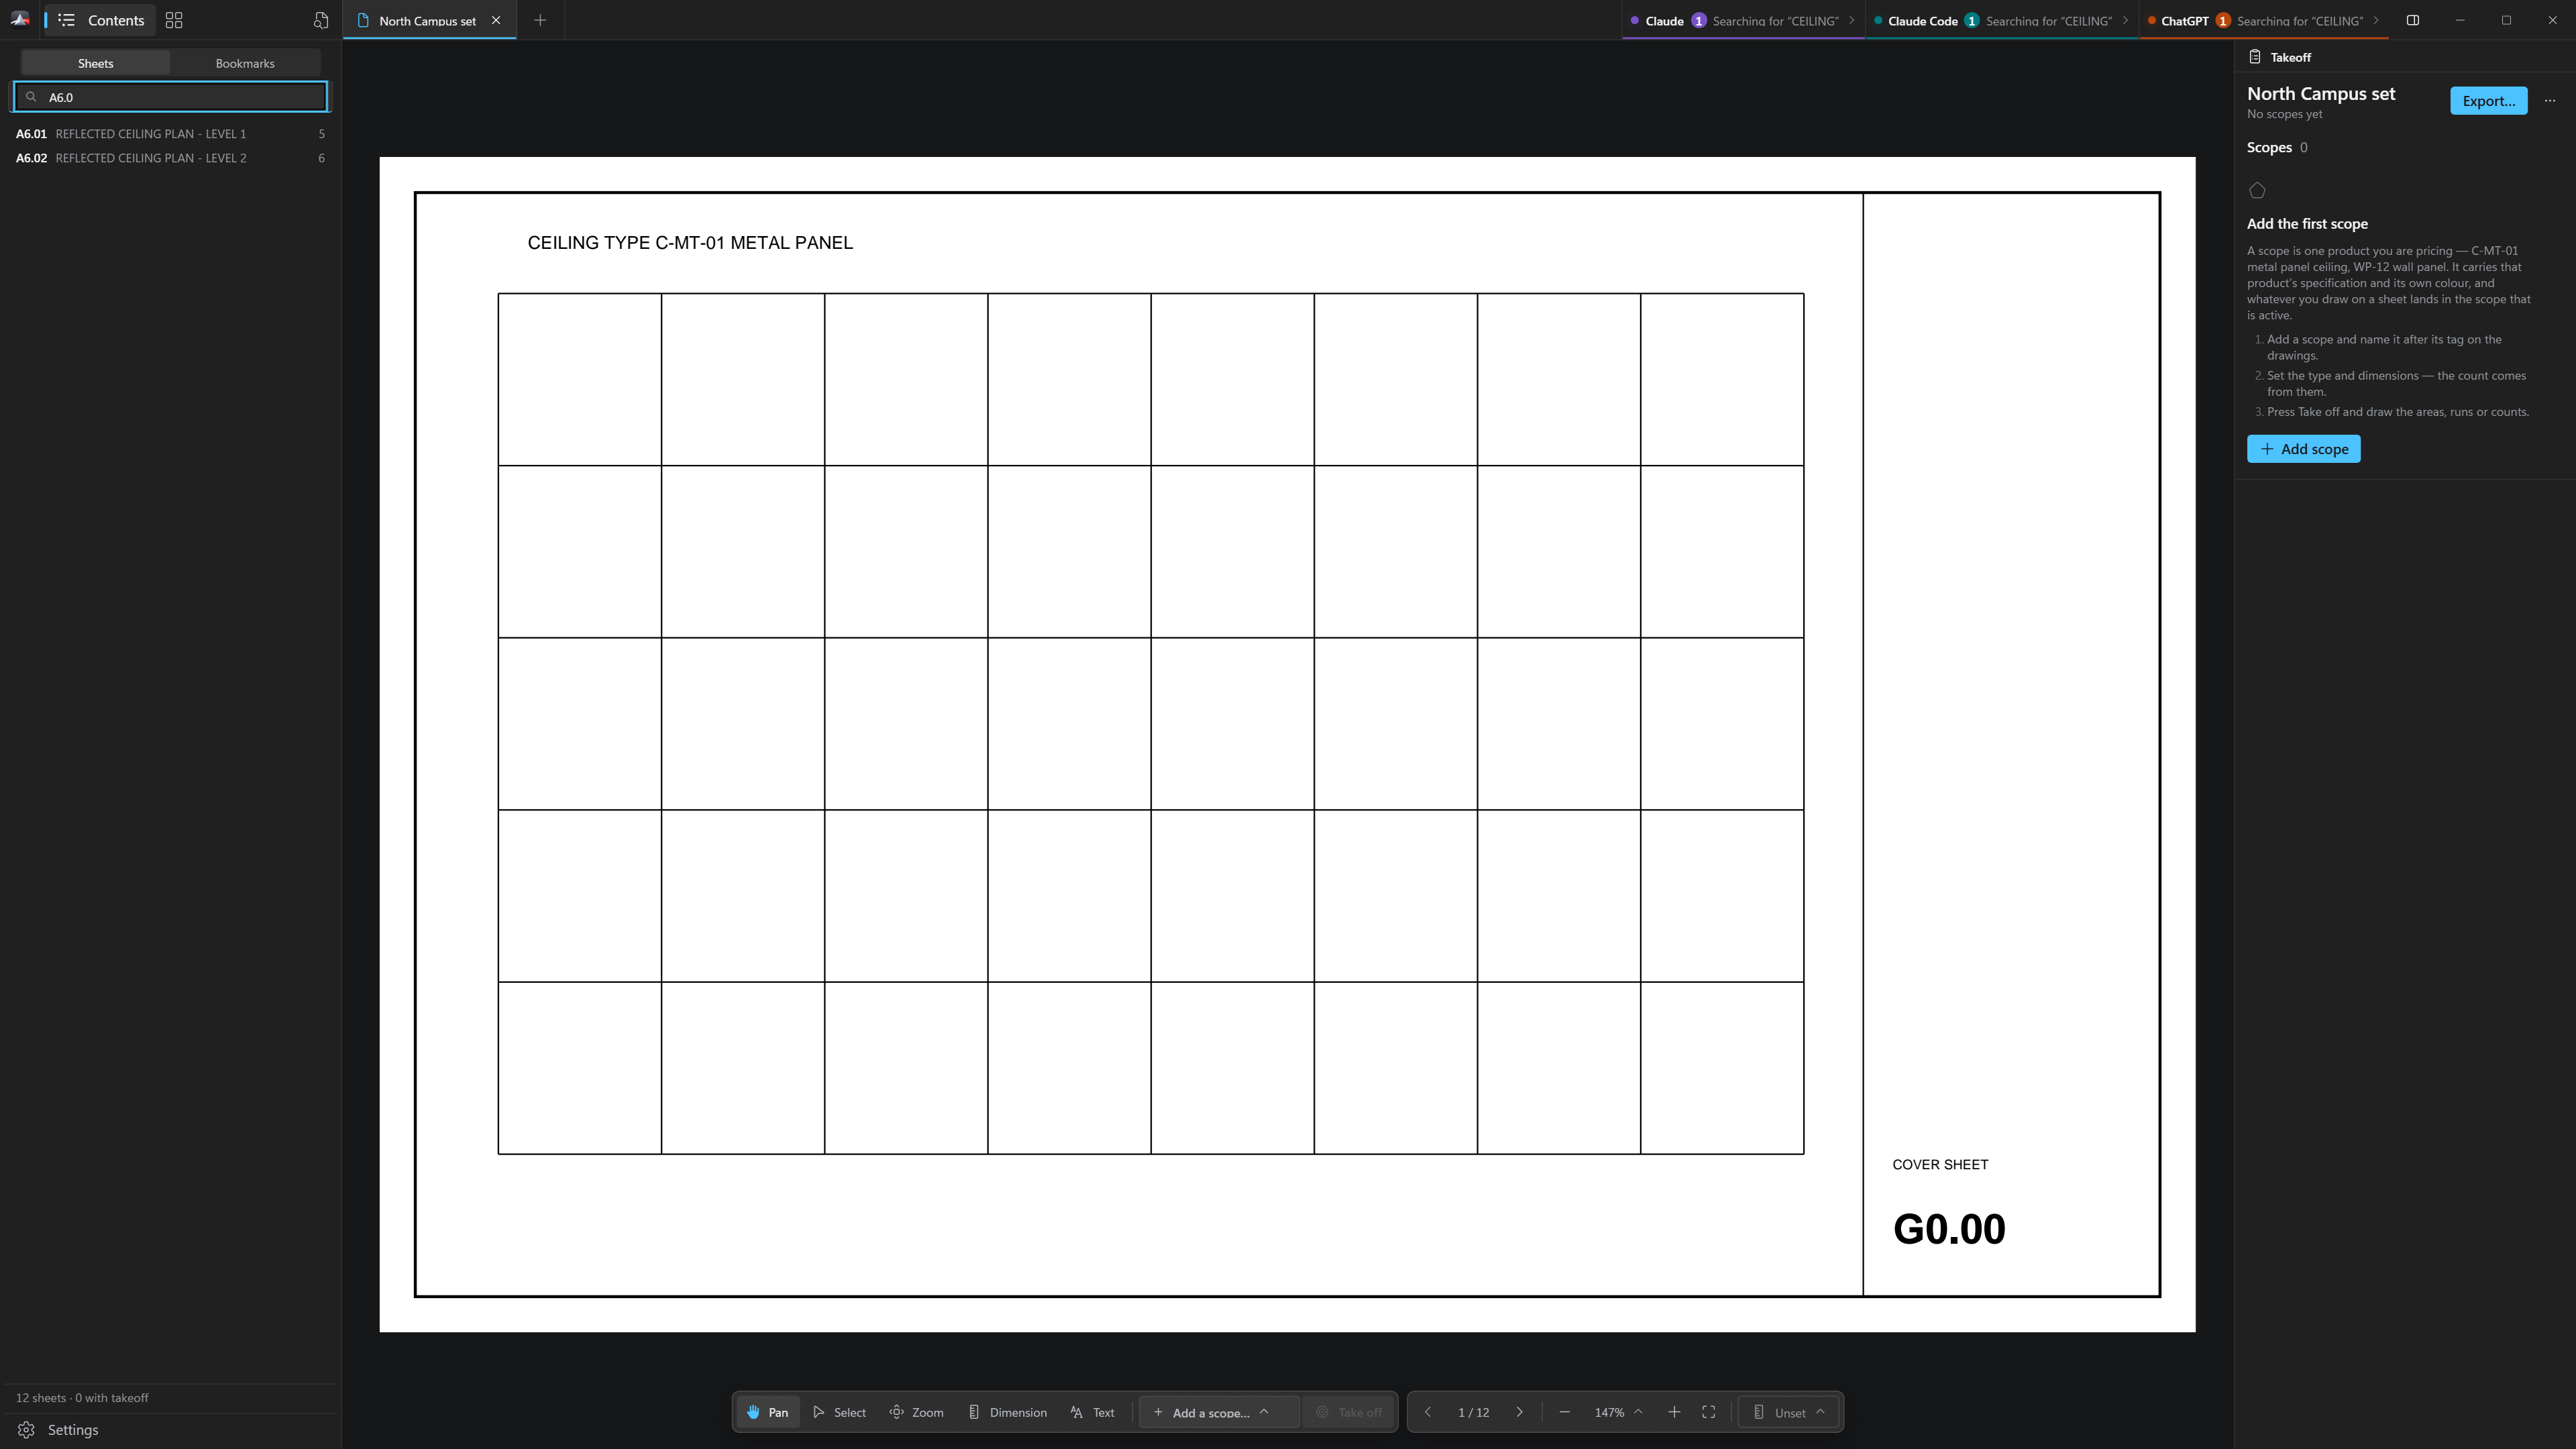 Contents
North Campus set
Claude 1 Searching for “CEILING”
Claude Code 1 Searching for “CEILING”
ChatGPT 1 Searching for “CEILING”
Sheets
Bookmarks
A6.0
A6.01 REFLECTED CEILING PLAN - LEVEL 1 5
A6.02 REFLECTED CEILING PLAN - LEVEL 2 6
12 sheets · 0 with takeoff
Settings
CEILING TYPE C-MT-01 METAL PANEL
COVER SHEET
G0.00
Pan
Select
Zoom
Dimension
Text
Add a scope...
Take off
1 / 12
147%
Unset
Takeoff
North Campus set
Export...
No scopes yet
Scopes 0
Add the first scope
A scope is one product you are pricing — C-MT-01
metal panel ceiling, WP-12 wall panel. It carries that
product's specification and its own colour, and
whatever you draw on a sheet lands in the scope that
is active.
1. Add a scope and name it after its tag on the
drawings.
2. Set the type and dimensions — the count comes
from them.
3. Press Take off and draw the areas, runs or counts.
Add scope